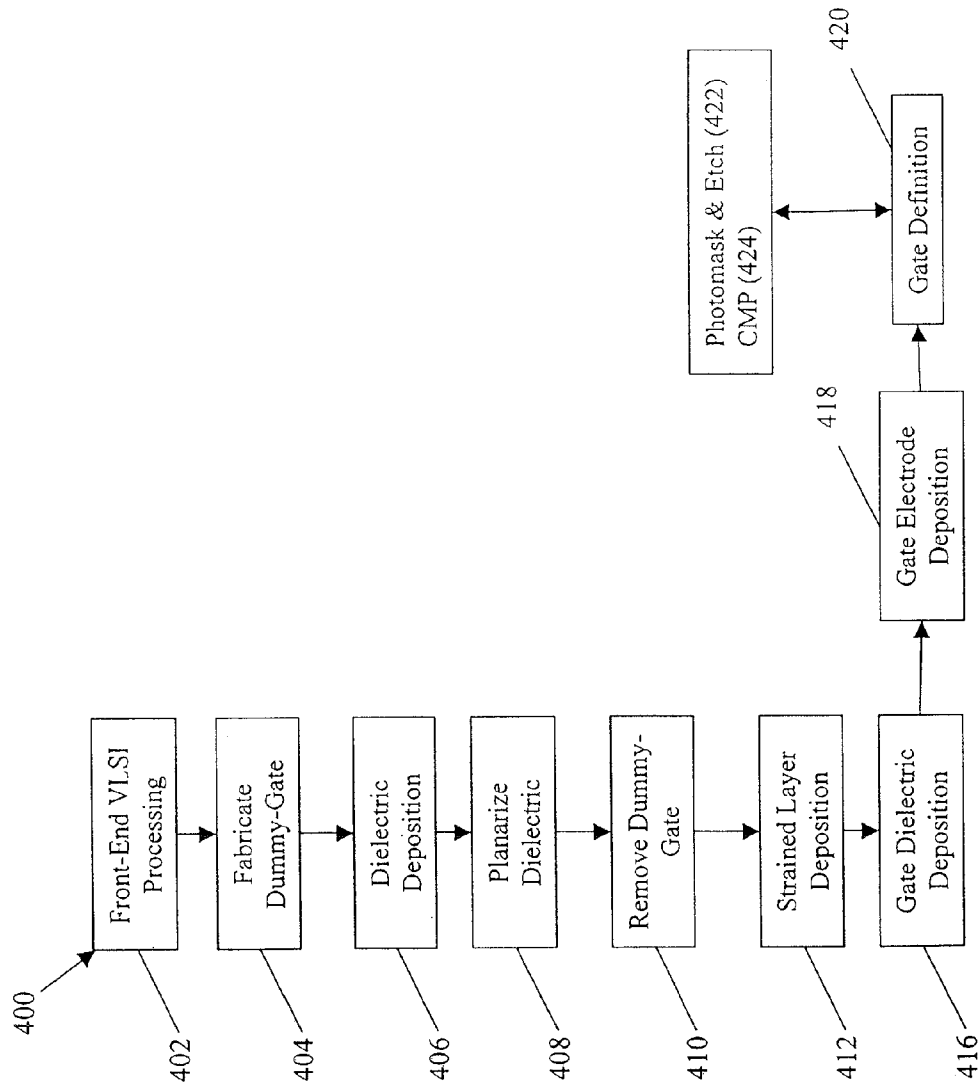 400
Front-End VLSI
Processing
402
Fabricate
Dummy-Gate
404
Dielectric
Deposition
406
Planarize
Dielectric
408
Remove Dummy-
Gate
410
Strained Layer
Deposition
412
Gate Dielectric
Deposition
416
Gate Electrode
Deposition
418
Gate Definition
420
Photomask & Etch (422)
CMP (424)